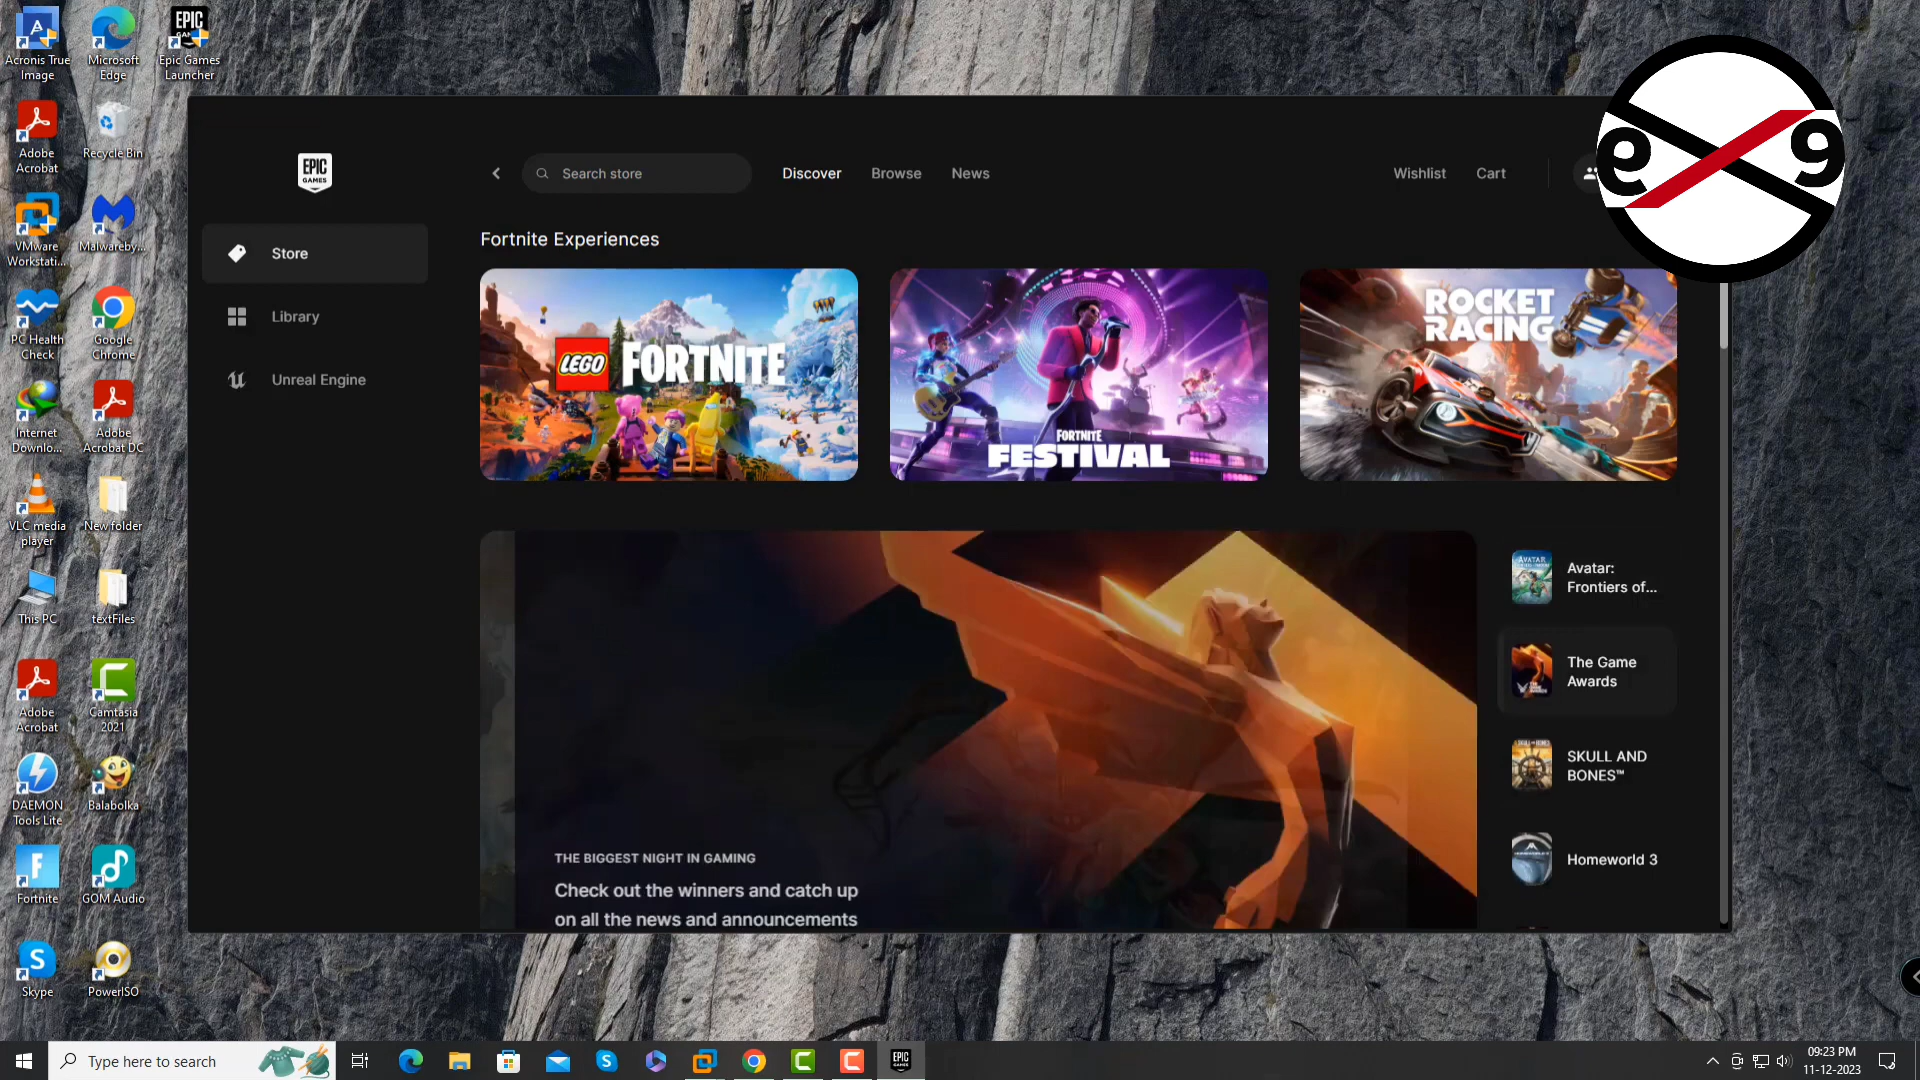 Acronis True
Image
Microsoft
Edge
EPIC
GAMES
Epic Games
Launcher
Adobe
Acrobat
Recycle Bin
VMware
Workstati...
Malwareby...
PC Health
Check
Google
Chrome
Internet
Downlo...
Adobe
Acrobat DC
VLC media
player
New folder
This PC
textFiles
Adobe
Acrobat
Camtasia
2021
DAEMON
Tools Lite
Balabolka
Fortnite
GOM Audio
Skype
PowerISO
EPIC
GAMES
Search store
Discover
Browse
News
Wishlist
Cart
e 9
Store
Library
Unreal Engine
Fortnite Experiences
LEGO FORTNITE
FORTNITE
FESTIVAL
ROCKET
RACING
THE BIGGEST NIGHT IN GAMING
Check out the winners and catch up
on all the news and announcements
Avatar:
Frontiers of...
The Game
Awards
SKULL AND
BONES™
Homeworld 3
Type here to search
EPIC
GAMES
09:23 PM
11-12-2023